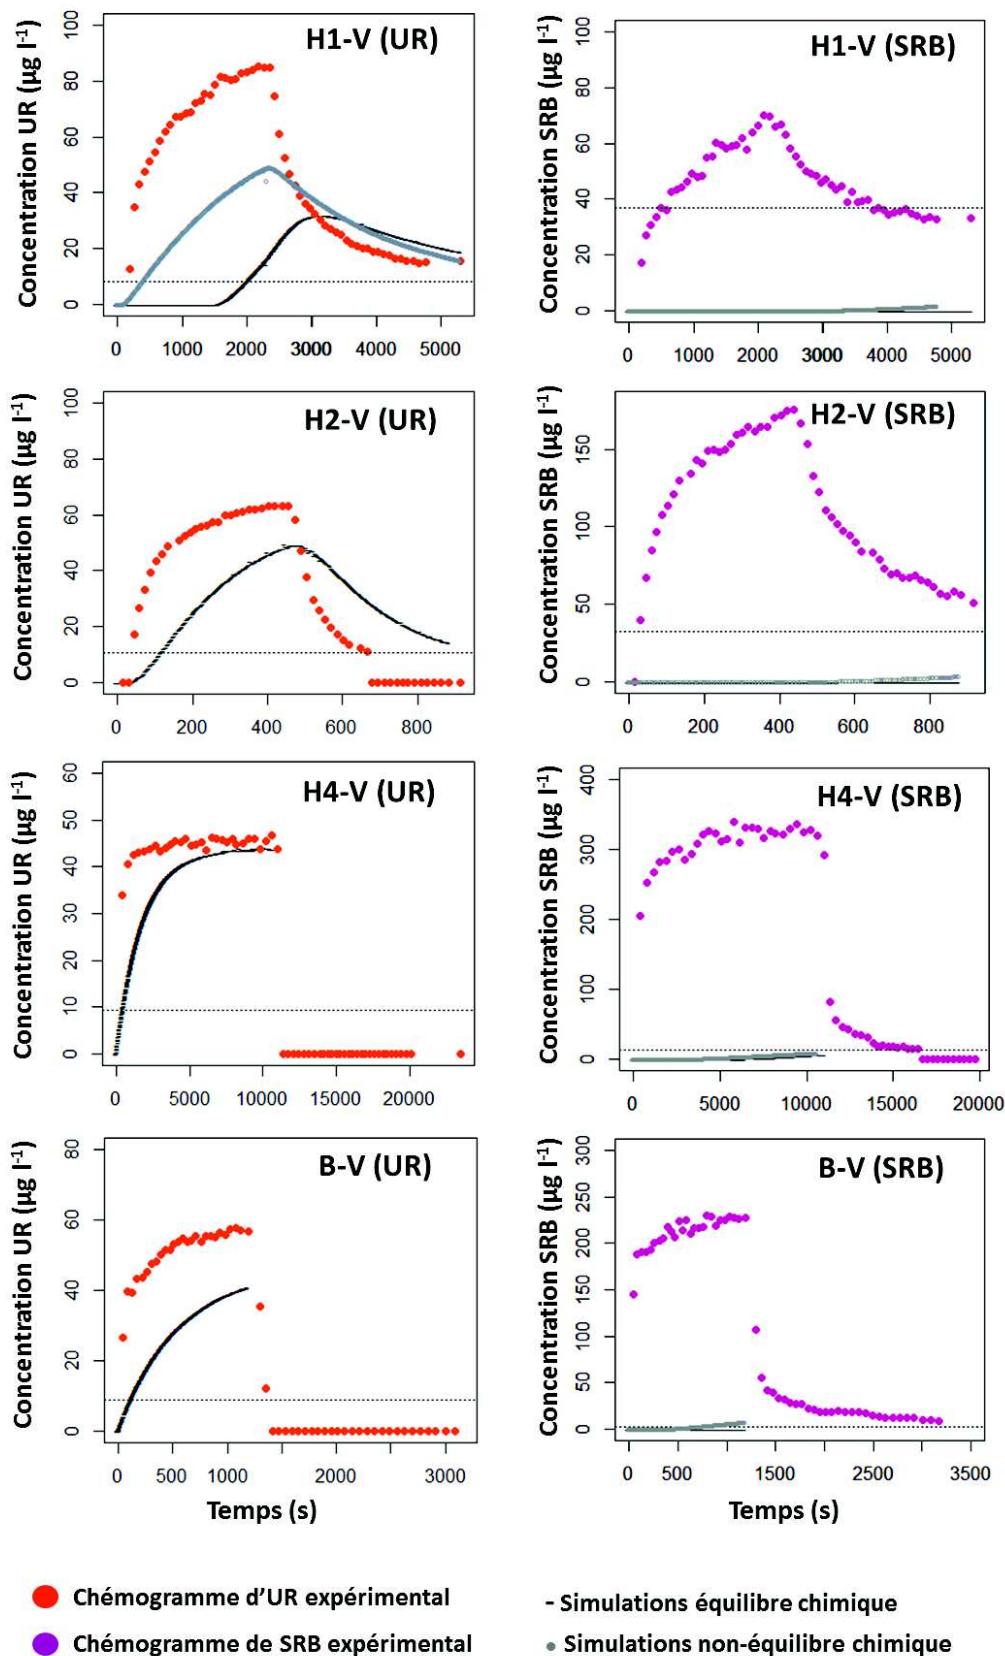 H1-V (UR)
Concentration UR (µg l-1)
0 20 40 60 80 100
0 1000 2000 3000 4000 5000
H1-V (SRB)
Concentration SRB (µg l-1)
0 20 40 60 80 100
0 1000 2000 3000 4000 5000
H2-V (UR)
Concentration UR (µg l-1)
0 20 40 60 80 100
0 200 400 600 800
H2-V (SRB)
Concentration SRB (µg l-1)
0 50 100 150
0 200 400 600 800
H4-V (UR)
Concentration UR (µg l-1)
0 10 20 30 40 50 60
0 5000 10000 15000 20000
H4-V (SRB)
Concentration SRB (µg l-1)
0 100 200 300 400
0 5000 10000 15000 20000
B-V (UR)
Concentration UR (µg l-1)
0 20 40 60 80
0 500 1000 2000 3000
Temps (s)
B-V (SRB)
Concentration SRB (µg l-1)
0 50 100 150 200 250 300
0 500 1500 2500 3500
Temps (s)
Chémogramme d'UR expérimental
- Simulations équilibre chimique
Chémogramme de SRB expérimental
Simulations non-équilibre chimique